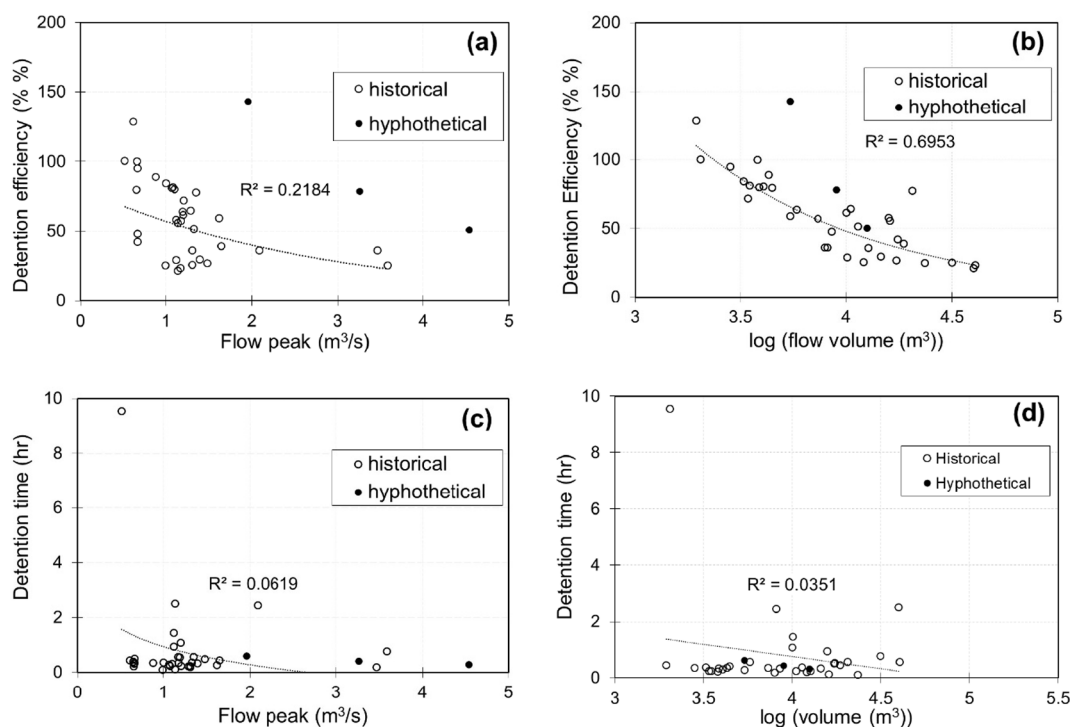 (a)
200
150
100
50
0
Detention efficiency (% %)
historical
hyphothetical
R² = 0.2184
0 1 2 3 4 5
Flow peak (m³/s)
(b)
200
150
100
50
0
Detention Efficiency (% %)
historical
hyphothetical
R² = 0.6953
3 3.5 4 4.5 5
log (flow volume (m³))
(c)
10
8
6
4
2
0
Detention time (hr)
historical
hyphothetical
R² = 0.0619
0 1 2 3 4 5
Flow peak (m³/s)
(d)
10
8
6
4
2
0
Detention time (hr)
Historical
Hyphothetical
R² = 0.0351
3 3.5 4 4.5 5 5.5
log (volume (m³))